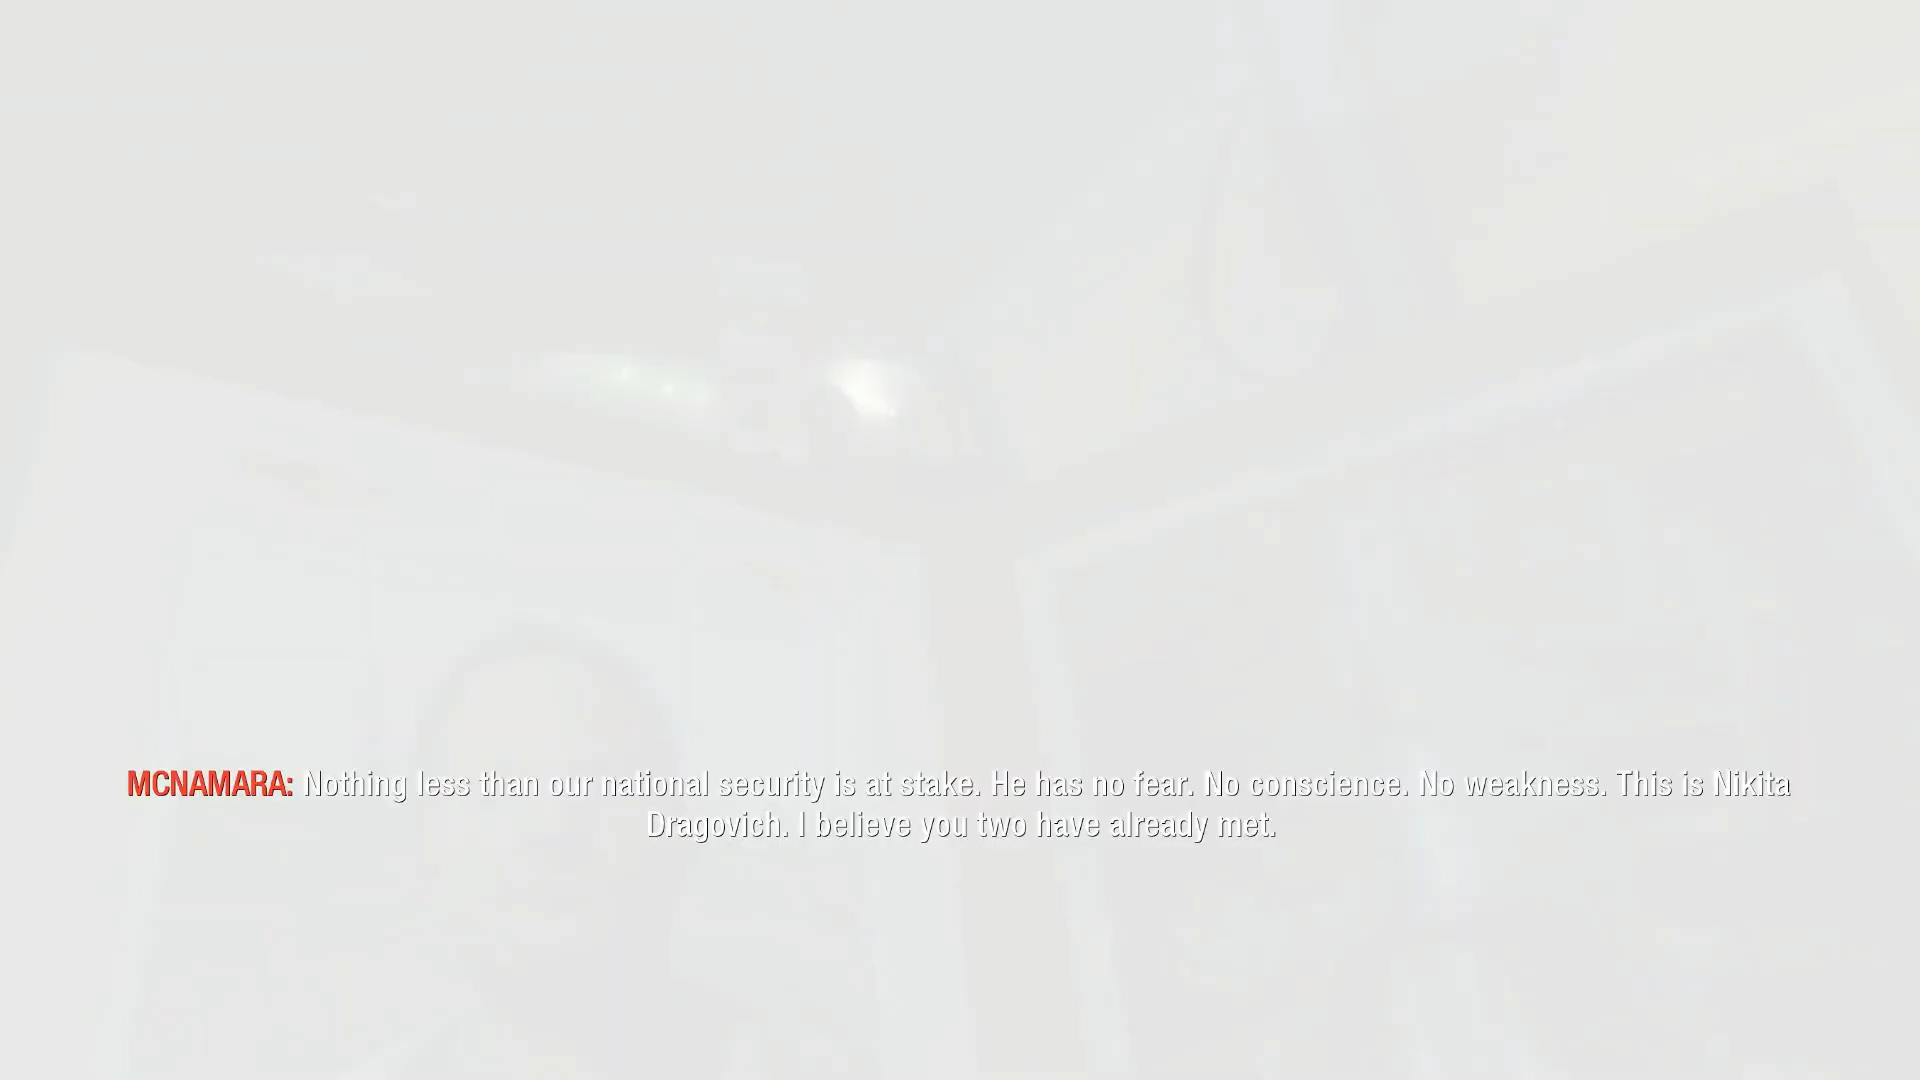 MCNAMARA: Nothing less than our national security is at stake. He has no fear. No conscience. No weakness. This is Nikita
Dragovich. I believe you two have already met.